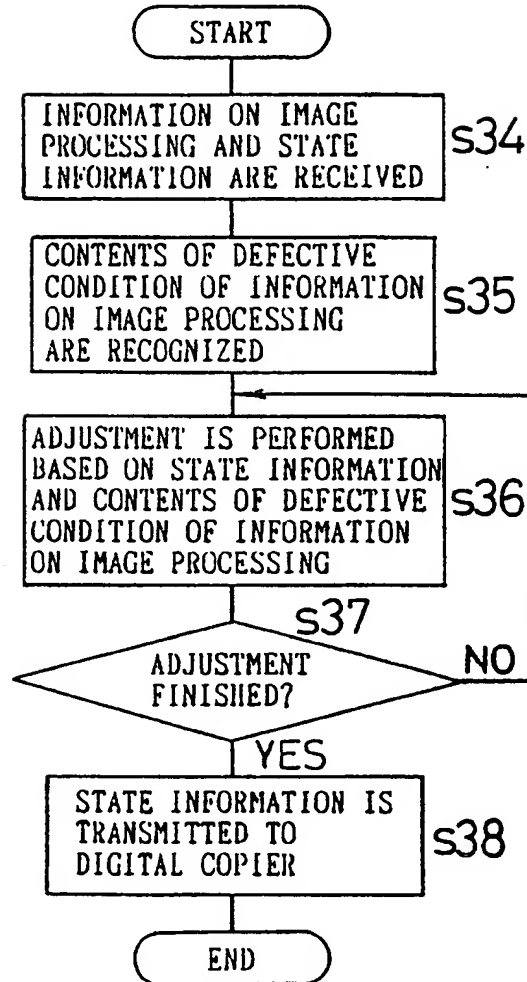 START
INFORMATION ON IMAGE
PROCESSING AND STATE
INFORMATION ARE RECEIVED
s34
CONTENTS OF DEFECTIVE
CONDITION OF INFORMATION
ON IMAGE PROCESSING
ARE RECOGNIZED
s35
ADJUSTMENT IS PERFORMED
BASED ON STATE INFORMATION
AND CONTENTS OF DEFECTIVE
CONDITION OF INFORMATION
ON IMAGE PROCESSING
s36
s37
ADJUSTMENT
FINISHED?
NO
YES
STATE INFORMATION IS
TRANSMITTED TO
DIGITAL COPIER
s38
END